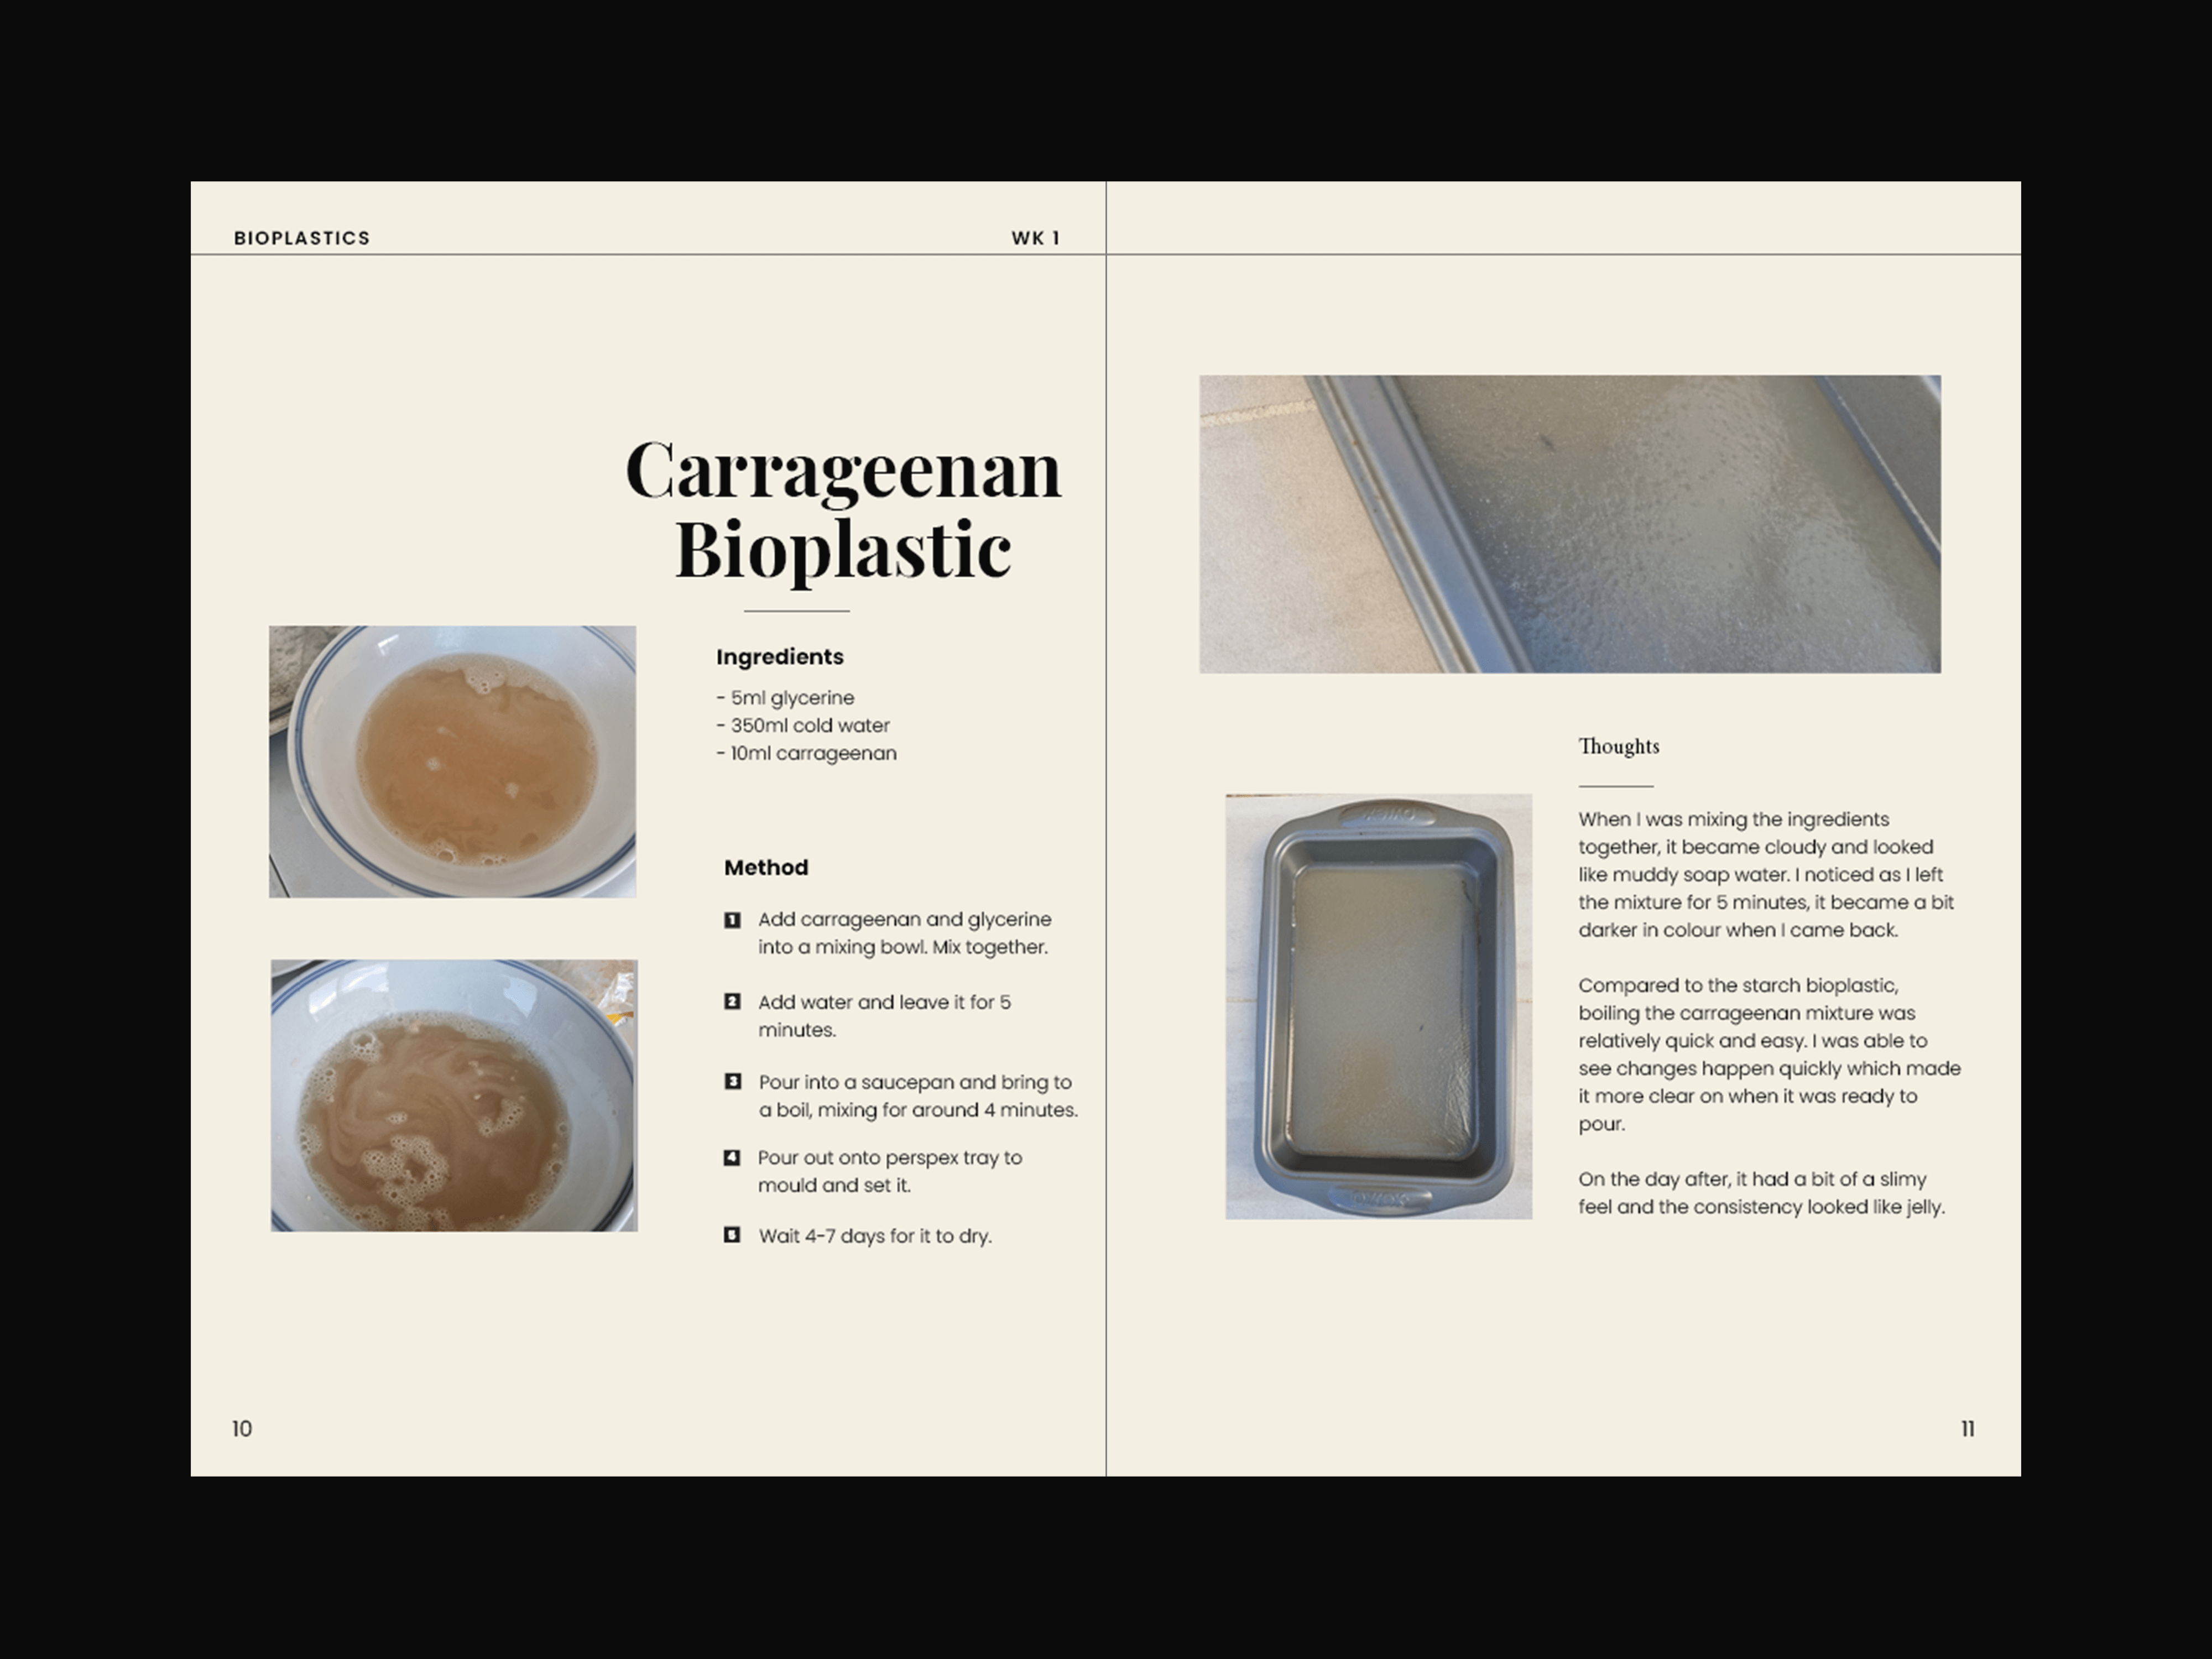 BIOPLASTICS
WK 1
Carrageenan
Bioplastic
Ingredients
- 5ml glycerine
- 350ml cold water
- 10ml carrageenan
Method
1 Add carrageenan and glycerine
into a mixing bowl. Mix together.
2 Add water and leave it for 5
minutes.
3 Pour into a saucepan and bring to
a boil, mixing for around 4 minutes.
4 Pour out onto perspex tray to
mould and set it.
5 Wait 4-7 days for it to dry.
10
Thoughts
When I was mixing the ingredients
together, it became cloudy and looked
like muddy soap water. I noticed as I left
the mixture for 5 minutes, it became a bit
darker in colour when I came back.
Compared to the starch bioplastic,
boiling the carrageenan mixture was
relatively quick and easy. I was able to
see changes happen quickly which made
it more clear on when it was ready to
pour.
On the day after, it had a bit of a slimy
feel and the consistency looked like jelly.
11